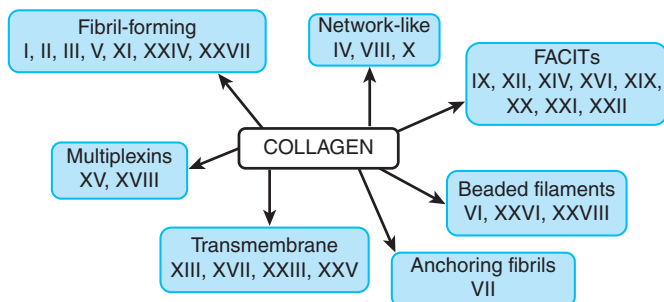 Fibril-forming
I, II, III, V, XI, XXIV, XXVII
Network-like
IV, VIII, X
FACITs
IX, XII, XIV, XVI, XIX,
XX, XXI, XXII
COLLAGEN
Multiplexins
XV, XVIII
Beaded filaments
VI, XXVI, XXVIII
Transmembrane
XIII, XVII, XXIII, XXV
Anchoring fibrils
VII